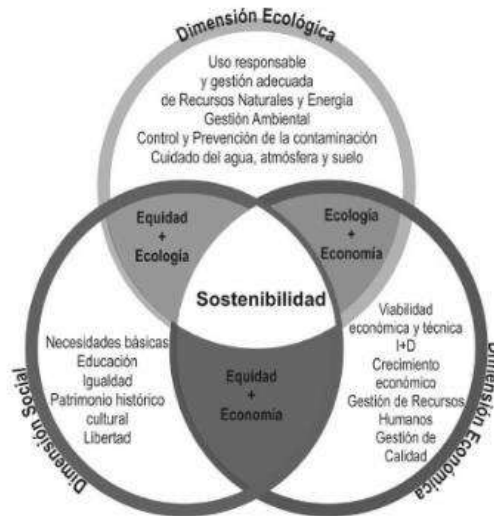 Dimensión Ecológica
Uso responsable
y gestión adecuada
de Recursos Naturales y Energía
Gestión Ambiental
Control y Prevención de la contaminación
Cuidado del agua, atmósfera y suelo
Equidad
+
Ecología
Ecología
+
Economía
Sostenibilidad
Necesidades básicas
Educación
Igualdad
Patrimonio histórico
cultural
Libertad
Equidad
+
Economía
Viabilidad
económica y técnica
I+D
Crecimiento
económico
Gestión de Recursos
Humanos
Gestión de
Calidad
Dimensión Social
Dimensión Económica